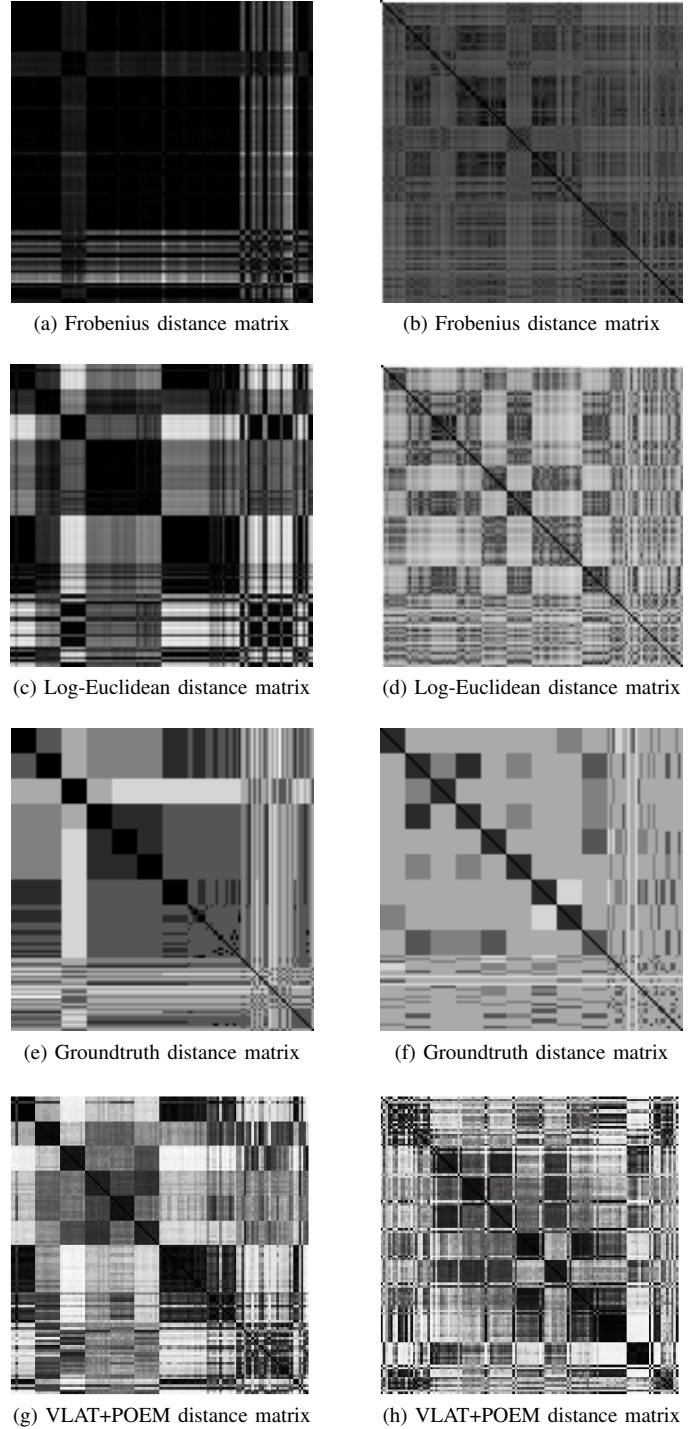 (a) Frobenius distance matrix
(b) Frobenius distance matrix
(c) Log-Euclidean distance matrix
(d) Log-Euclidean distance matrix
(e) Groundtruth distance matrix
(f) Groundtruth distance matrix
(g) VLAT+POEM distance matrix
(h) VLAT+POEM distance matrix